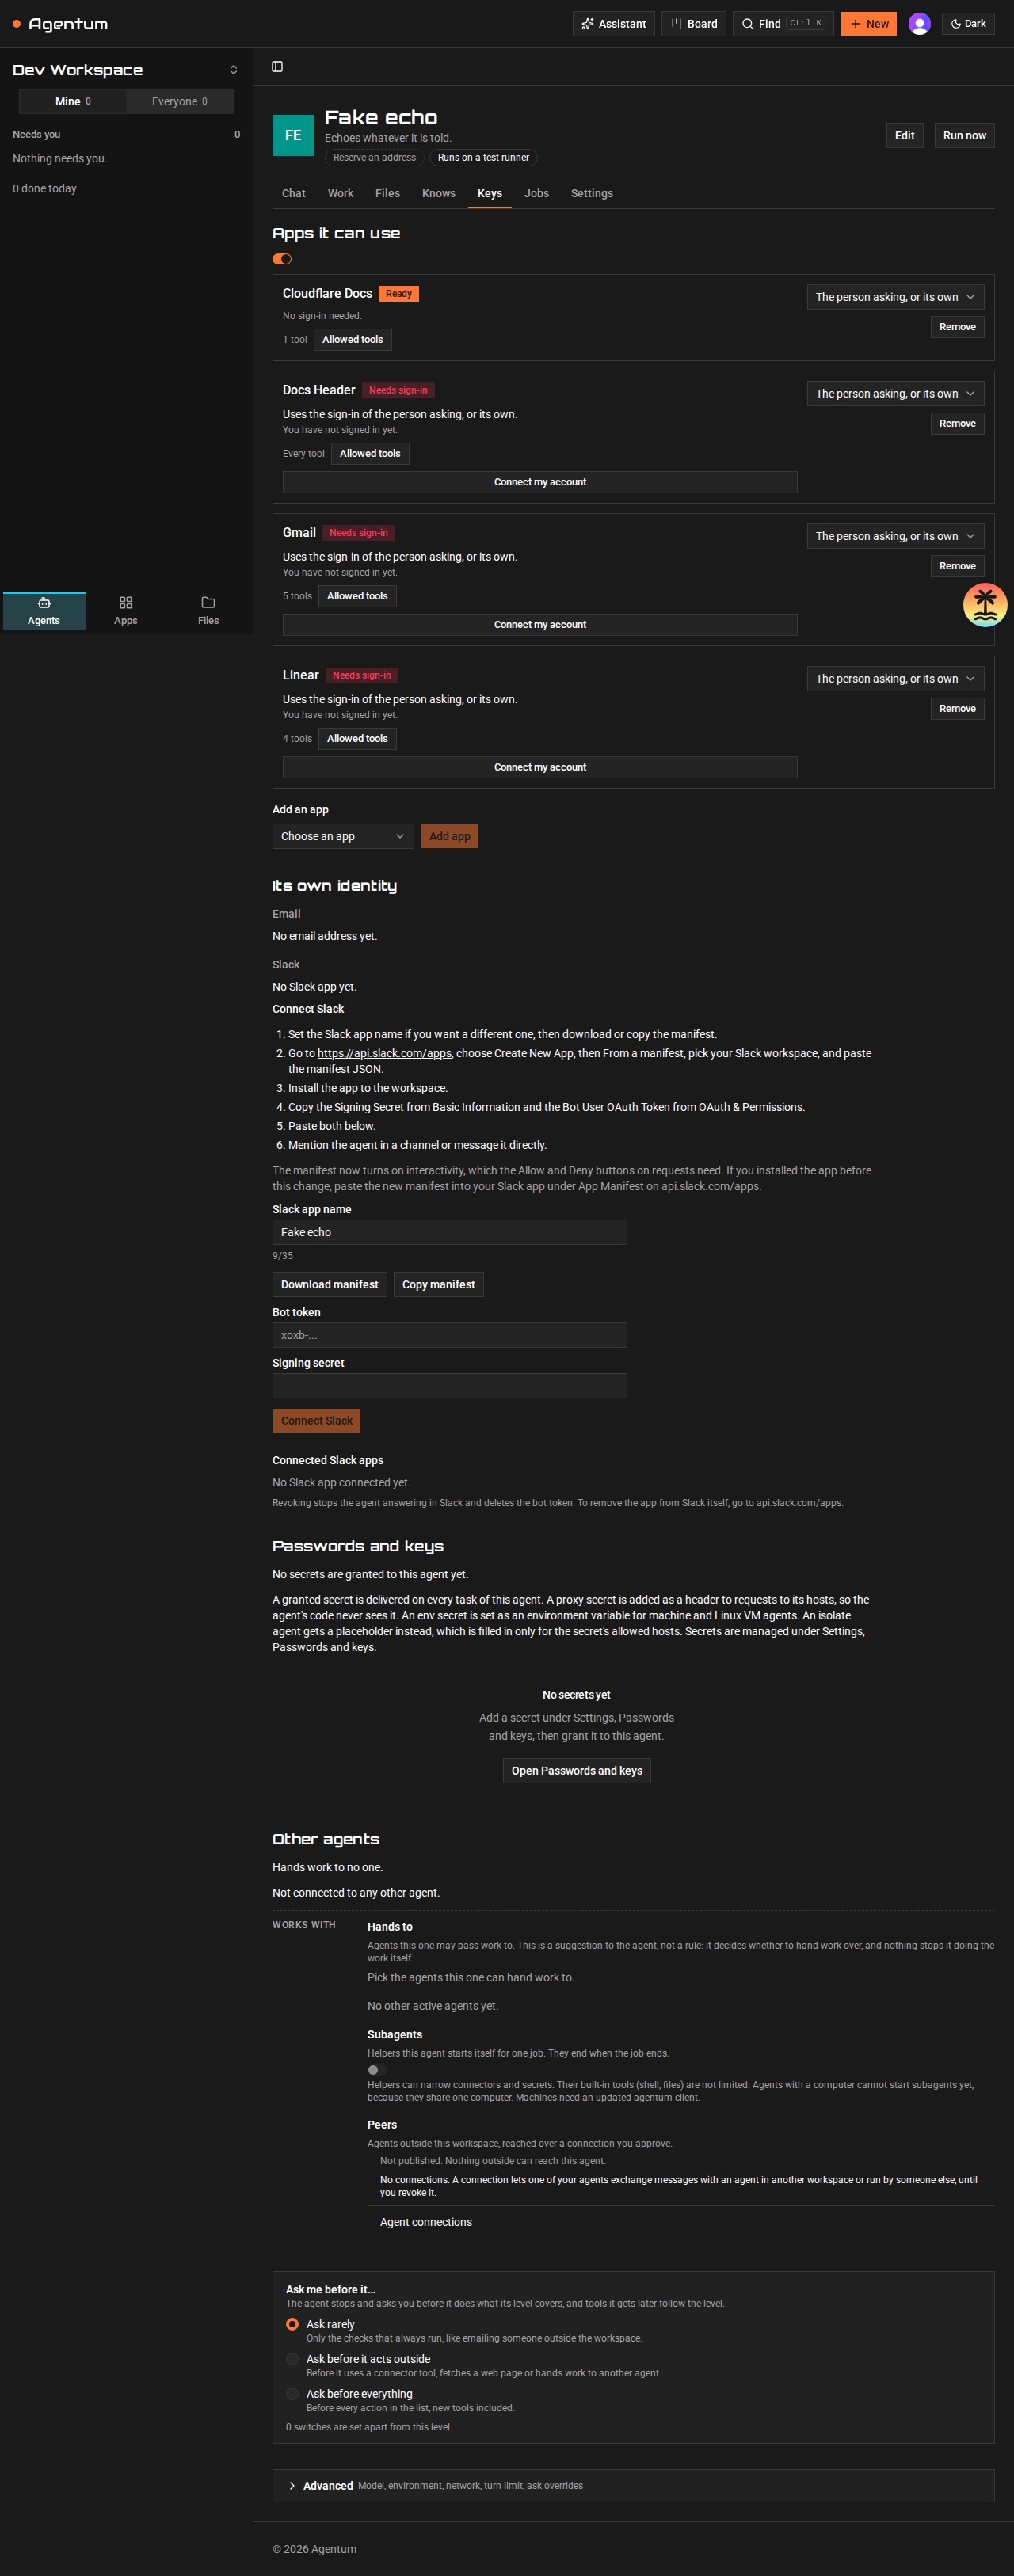 Agentum
Assistant
Board
Find Ctrl K
New
Dark
Dev Workspace
Mine 0
Everyone 0
Needs you 0
Nothing needs you.
0 done today
Agents
Apps
Files
FE
Fake echo
Echoes whatever it is told.
Reserve an address
Runs on a test runner
Edit
Run now
Chat
Work
Files
Knows
Keys
Jobs
Settings
Apps it can use
Cloudflare Docs Ready
The person asking, or its own
No sign-in needed.
Remove
1 tool Allowed tools
Docs Header Needs sign-in
The person asking, or its own
Uses the sign-in of the person asking, or its own.
You have not signed in yet.
Remove
Every tool Allowed tools
Connect my account
Gmail Needs sign-in
The person asking, or its own
Uses the sign-in of the person asking, or its own.
You have not signed in yet.
Remove
5 tools Allowed tools
Connect my account
Linear Needs sign-in
The person asking, or its own
Uses the sign-in of the person asking, or its own.
You have not signed in yet.
Remove
4 tools Allowed tools
Connect my account
Add an app
Choose an app
Add app
Its own identity
Email
No email address yet.
Slack
No Slack app yet.
Connect Slack
1. Set the Slack app name if you want a different one, then download or copy the manifest.
2. Go to https://api.slack.com/apps, choose Create New App, then From a manifest, pick your Slack workspace, and paste
the manifest JSON.
3. Install the app to the workspace.
4. Copy the Signing Secret from Basic Information and the Bot User OAuth Token from OAuth & Permissions.
5. Paste both below.
6. Mention the agent in a channel or message it directly.
The manifest now turns on interactivity, which the Allow and Deny buttons on requests need. If you installed the app before
this change, paste the new manifest into your Slack app under App Manifest on api.slack.com/apps.
Slack app name
Fake echo
9/35
Download manifest
Copy manifest
Bot token
xoxb-...
Signing secret
Connect Slack
Connected Slack apps
No Slack app connected yet.
Revoking stops the agent answering in Slack and deletes the bot token. To remove the app from Slack itself, go to api.slack.com/apps.
Passwords and keys
No secrets are granted to this agent yet.
A granted secret is delivered on every task of this agent. A proxy secret is added as a header to requests to its hosts, so the
agent's code never sees it. An env secret is set as an environment variable for machine and Linux VM agents. An isolate
agent gets a placeholder instead, which is filled in only for the secret's allowed hosts. Secrets are managed under Settings,
Passwords and keys.
No secrets yet
Add a secret under Settings, Passwords
and keys, then grant it to this agent.
Open Passwords and keys
Other agents
Hands work to no one.
Not connected to any other agent.
WORKS WITH
Hands to
Agents this one may pass work to. This is a suggestion to the agent, not a rule: it decides whether to hand work over, and nothing stops it doing the
work itself.
Pick the agents this one can hand work to.
No other active agents yet.
Subagents
Helpers this agent starts itself for one job. They end when the job ends.
Helpers can narrow connectors and secrets. Their built-in tools (shell, files) are not limited. Agents with a computer cannot start subagents yet,
because they share one computer. Machines need an updated agentum client.
Peers
Agents outside this workspace, reached over a connection you approve.
Not published. Nothing outside can reach this agent.
No connections. A connection lets one of your agents exchange messages with an agent in another workspace or run by someone else, until
you revoke it.
Agent connections
Ask me before it...
The agent stops and asks you before it does what its level covers, and tools it gets later follow the level.
Ask rarely
Only the checks that always run, like emailing someone outside the workspace.
Ask before it acts outside
Before it uses a connector tool, fetches a web page or hands work to another agent.
Ask before everything
Before every action in the list, new tools included.
0 switches are set apart from this level.
Advanced Model, environment, network, turn limit, ask overrides
© 2026 Agentum